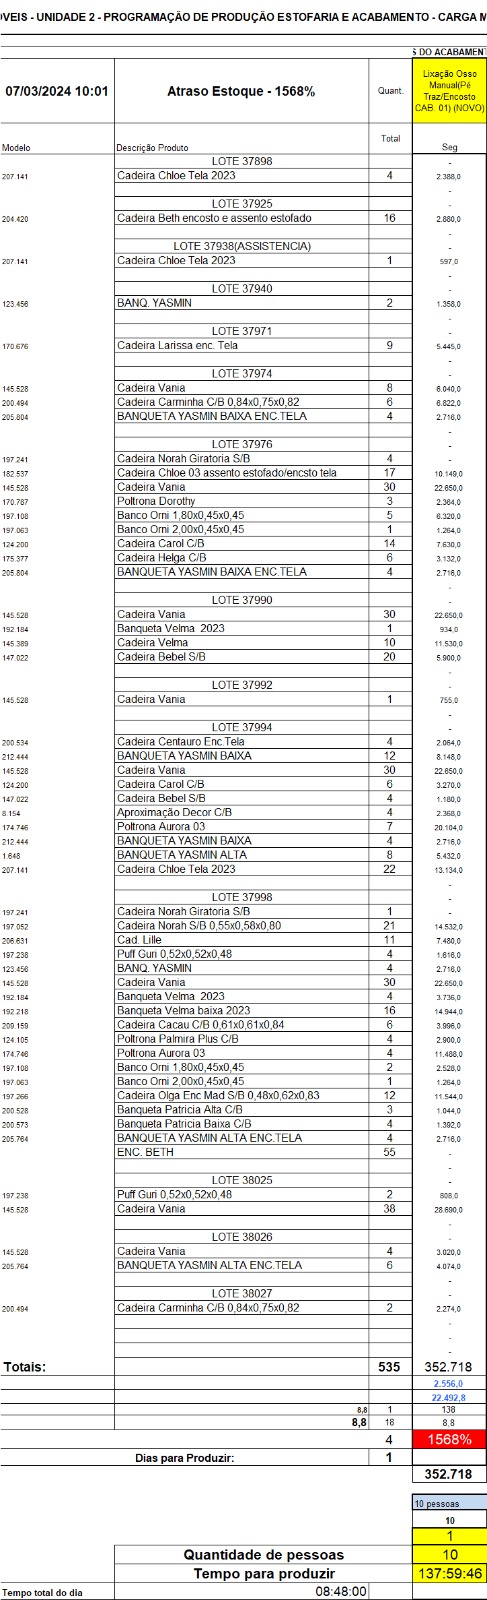 OVEIS - UNIDADE 2 - PROGRAMAÇÃO DE PRODUÇÃO ESTOFARIA E ACABAMENTO - CARGA M
S DO ACABAMENT
07/03/2024 10:01 Atraso Estoque - 1568% Quant. Lixação Osso Manual(Pé Traz/Encosto CAB. 01) (NOVO)
Total
Modelo Descrição Produto Seg
LOTE 37898 -
207.141 Cadeira Chloe Tela 2023 4 2.388,0
-
LOTE 37925 -
204.420 Cadeira Beth encosto e assento estofado 16 2.880,0
-
LOTE 37938(ASSISTENCIA) -
207.141 Cadeira Chloe Tela 2023 1 597,0
-
LOTE 37940 -
123.456 BANQ. YASMIN 2 1.358,0
-
LOTE 37971 -
170.676 Cadeira Larissa enc. Tela 9 5.445,0
-
LOTE 37974 -
145.528 Cadeira Vania 8 6.040,0
200.494 Cadeira Carminha C/B 0,84x0,75x0,82 6 6.822,0
205.804 BANQUETA YASMIN BAIXA ENC.TELA 4 2.716,0
-
LOTE 37976 -
197.241 Cadeira Norah Giratoria S/B 4 -
182.537 Cadeira Chloe 03 assento estofado/encsto tela 17 10.149,0
145.528 Cadeira Vania 30 22.650,0
170.787 Poltrona Dorothy 3 2.364,0
197.108 Banco Orni 1,80x0,45x0,45 5 6.320,0
197.063 Banco Orni 2,00x0,45x0,45 1 1.264,0
124.200 Cadeira Carol C/B 14 7.630,0
175.377 Cadeira Helga C/B 6 3.132,0
205.804 BANQUETA YASMIN BAIXA ENC.TELA 4 2.716,0
-
LOTE 37990 -
145.528 Cadeira Vania 30 22.650,0
192.184 Banqueta Velma 2023 1 934,0
145.389 Cadeira Velma 10 11.530,0
147.022 Cadeira Bebel S/B 20 5.900,0
-
LOTE 37992 -
145.528 Cadeira Vania 1 755,0
-
LOTE 37994 -
200.534 Cadeira Centauro Enc.Tela 4 2.064,0
212.444 BANQUETA YASMIN BAIXA 12 8.148,0
145.528 Cadeira Vania 30 22.650,0
124.200 Cadeira Carol C/B 6 3.270,0
147.022 Cadeira Bebel S/B 4 1.180,0
8.154 Aproximação Decor C/B 4 2.368,0
174.746 Poltrona Aurora 03 7 20.104,0
212.444 BANQUETA YASMIN BAIXA 4 2.716,0
1.648 BANQUETA YASMIN ALTA 8 5.432,0
207.141 Cadeira Chloe Tela 2023 22 13.134,0
-
LOTE 37998 -
197.241 Cadeira Norah Giratoria S/B 1 -
197.052 Cadeira Norah S/B 0,55x0,58x0,80 21 14.532,0
206.631 Cad. Lille 11 7.480,0
197.238 Puff Guri 0,52x0,52x0,48 4 1.616,0
123.456 BANQ. YASMIN 4 2.716,0
145.528 Cadeira Vania 30 22.650,0
192.184 Banqueta Velma 2023 4 3.736,0
192.218 Banqueta Velma baixa 2023 16 14.944,0
209.159 Cadeira Cacau C/B 0,61x0,61x0,84 6 3.996,0
124.105 Poltrona Palmira Plus C/B 4 2.900,0
174.746 Poltrona Aurora 03 4 11.488,0
197.108 Banco Orni 1,80x0,45x0,45 2 2.528,0
197.063 Banco Orni 2,00x0,45x0,45 1 1.264,0
197.266 Cadeira Olga Enc Mad S/B 0,48x0,62x0,83 12 11.544,0
200.528 Banqueta Patricia Alta C/B 3 1.044,0
200.573 Banqueta Patricia Baixa C/B 4 1.392,0
205.764 BANQUETA YASMIN ALTA ENC.TELA 4 2.716,0
ENC. BETH 55 -
-
LOTE 38025 -
197.238 Puff Guri 0,52x0,52x0,48 2 808,0
145.528 Cadeira Vania 38 28.690,0
-
LOTE 38026 -
145.528 Cadeira Vania 4 3.020,0
205.764 BANQUETA YASMIN ALTA ENC.TELA 6 4.074,0
-
LOTE 38027 -
200.494 Cadeira Carminha C/B 0,84x0,75x0,82 2 2.274,0
-
-
-
Totais: 535 352.718
2.556,0
22.492,8
8,8 1 138
8,8 18 8,8
4 1568%
Dias para Produzir: 1
352.718
10 pessoas
10
1
Quantidade de pessoas 10
Tempo para produzir 137:59:46
Tempo total do dia 08:48:00